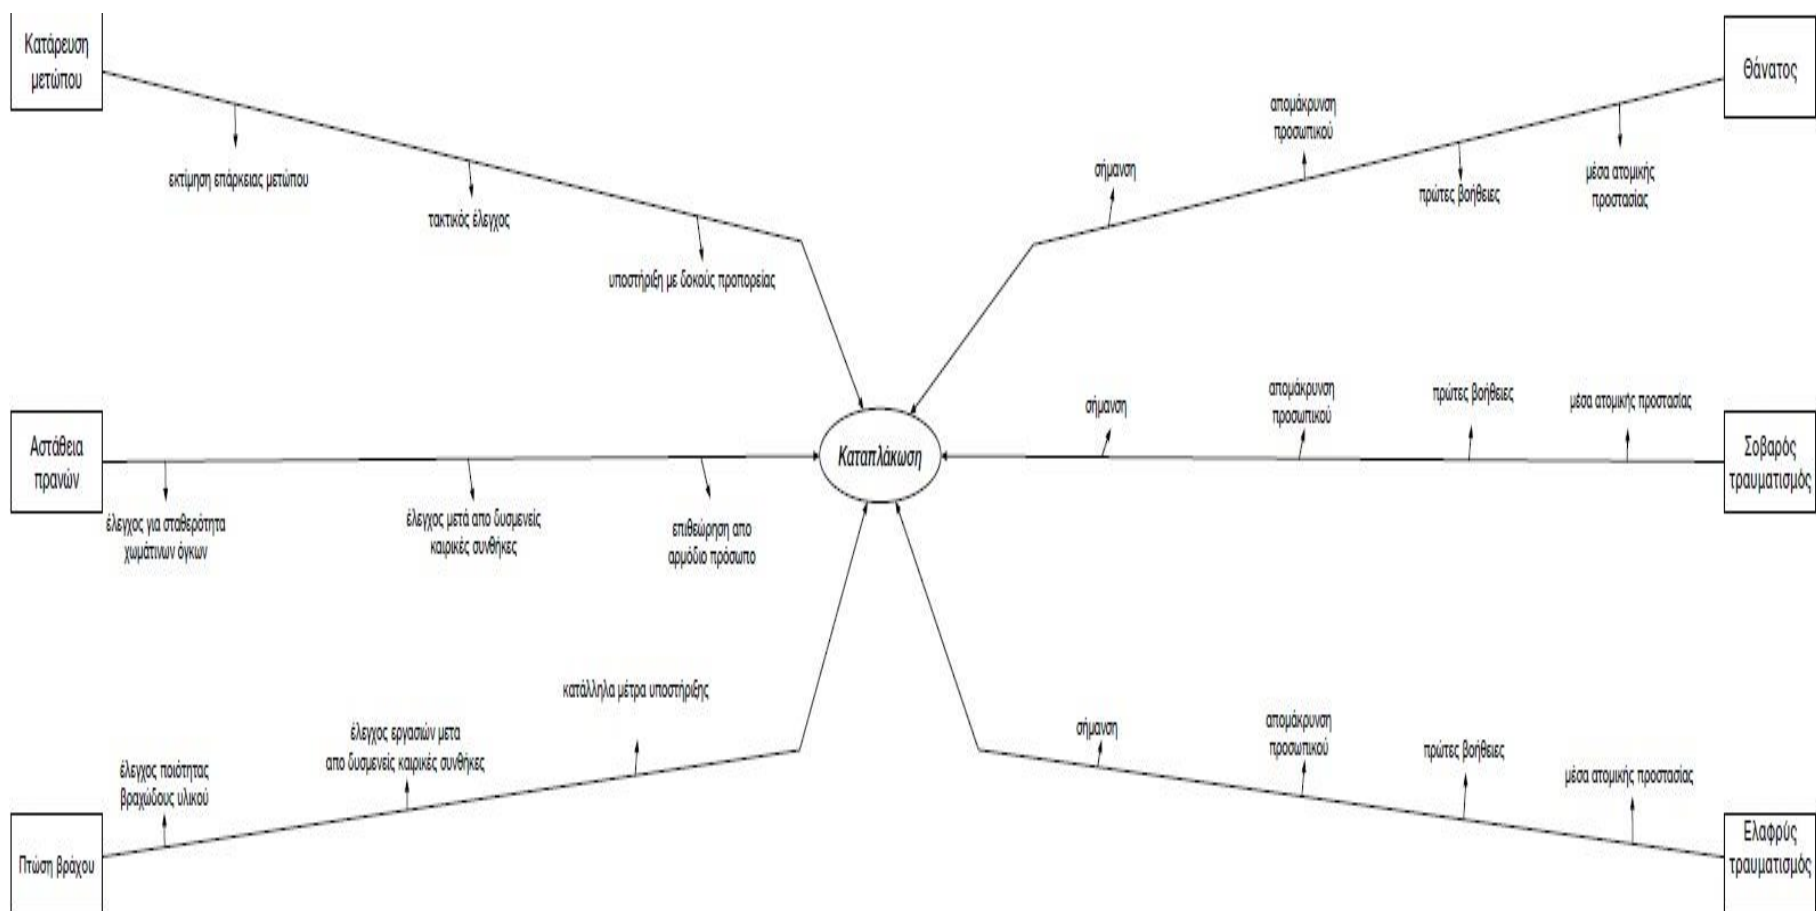 Κατάρευση
μετώπου
εκτίμηση επάρκειας μετώπου
τακτικός έλεγχος
υποστήριξη με δοκούς προπορείας
σήμανση
απομάκρυνση
προσωπικού
πρώτες βοήθειες
μέσα ατομικής
προστασίας
Θάνατος
Αστάθεια
πρανών
έλεγχος για σταθερότητα
χωμάτινων όγκων
έλεγχος μετά απο δυσμενείς
καιρικές συνθήκες
επιθεώρηση απο
αρμόδιο πρόσωπο
Καταπλάκωση
σήμανση
απομάκρυνση
προσωπικού
πρώτες βοήθειες
μέσα ατομικής προστασίας
Σοβαρός
τραυματισμός
Πτώση βράχου
έλεγχος ποιότητας
βραχώδους υλικού
έλεγχος εργασιών μετα
απο δυσμενείς καιρικές συνθήκες
κατάλληλα μέτρα υποστήριξης
σήμανση
απομάκρυνση
προσωπικού
πρώτες βοήθειες
μέσα ατομικής προστασίας
Ελαφρύς
τραυματισμός